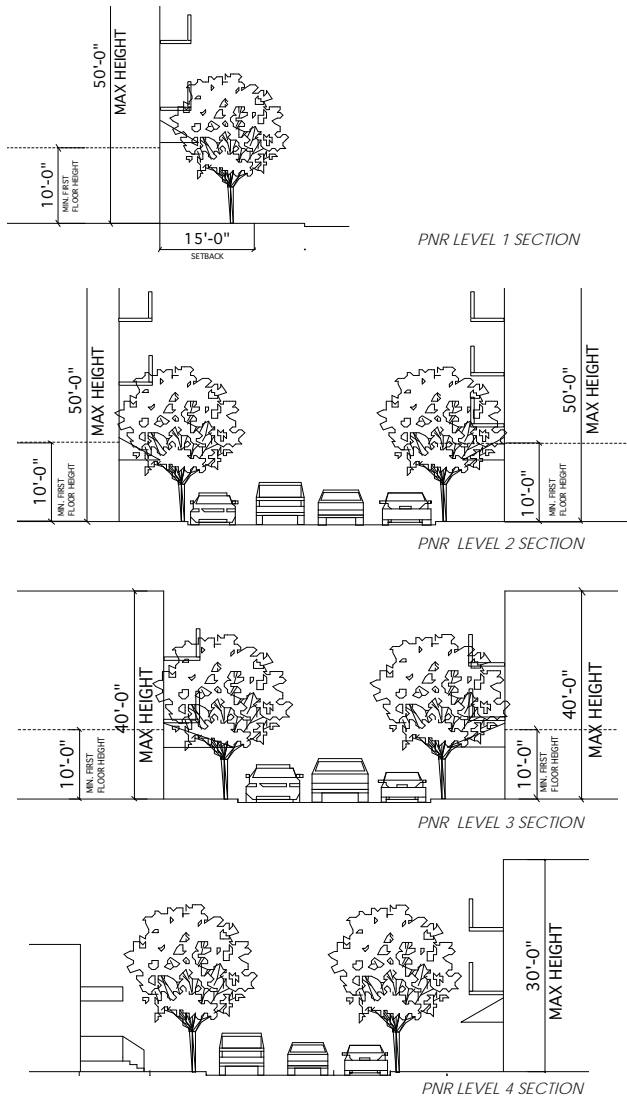 50'-0"
MAX HEIGHT
10'-0"
MIN. FIRST
FLOOR HEIGHT
15'-0"
SETBACK
PNR LEVEL 1 SECTION
50'-0"
MAX HEIGHT
10'-0"
MIN. FIRST
FLOOR HEIGHT
50'-0"
MAX HEIGHT
10'-0"
MIN. FIRST
FLOOR HEIGHT
PNR LEVEL 2 SECTION
40'-0"
MAX HEIGHT
10'-0"
MIN. FIRST
FLOOR HEIGHT
40'-0"
MAX HEIGHT
10'-0"
MIN. FIRST
FLOOR HEIGHT
PNR LEVEL 3 SECTION
30'-0"
MAX HEIGHT
PNR LEVEL 4 SECTION